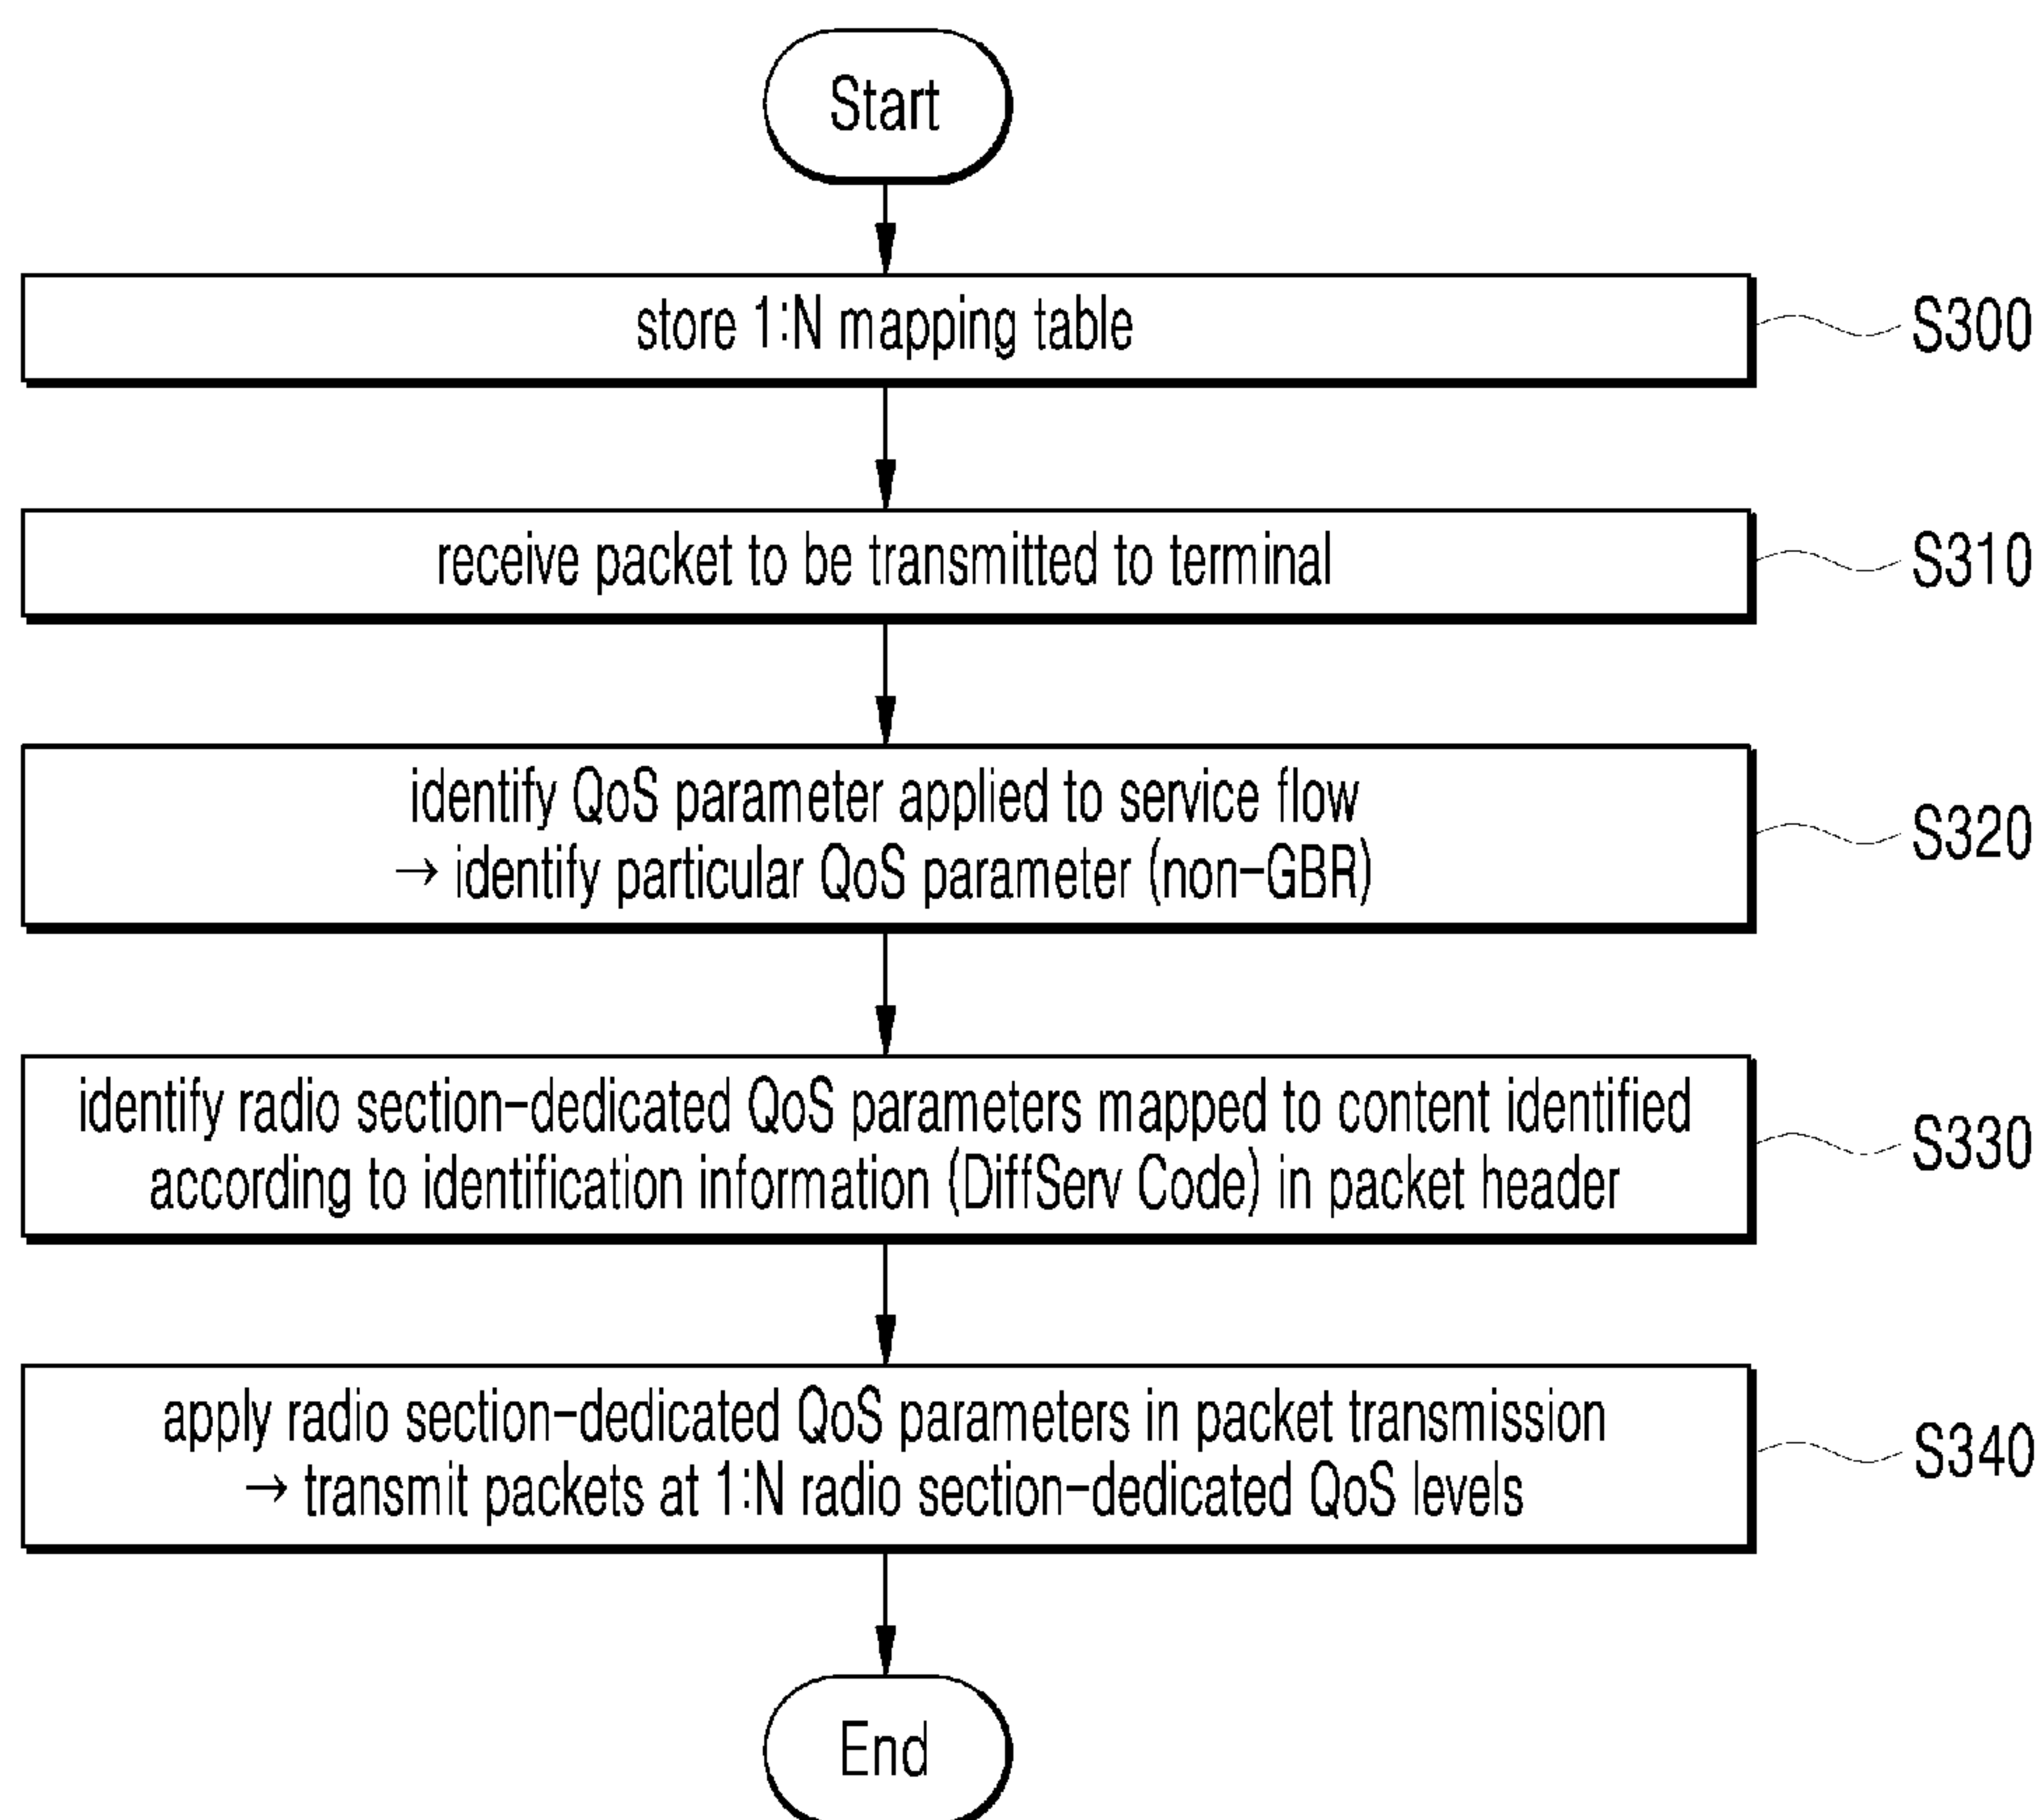 Start
store 1:N mapping table
S300
receive packet to be transmitted to terminal
S310
identify QoS parameter applied to service flow
→ identify particular QoS parameter (non-GBR)
S320
identify radio section-dedicated QoS parameters mapped to content identified
according to identification information (DiffServ Code) in packet header
S330
apply radio section-dedicated QoS parameters in packet transmission
→ transmit packets at 1:N radio section-dedicated QoS levels
S340
End